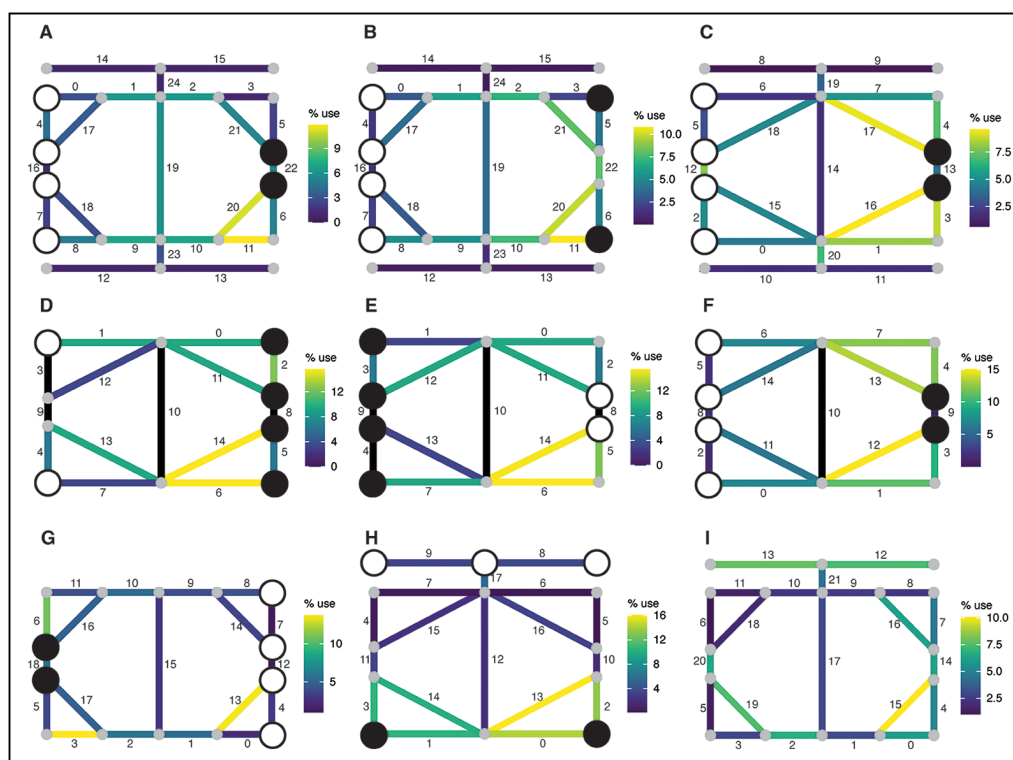 A
B
C
14 15
24
0 1 2 3
4 17 21 5
16 19 22
7 18 20 6
8 9 10 11
23
12 13
% use
9
6
3
0
14 15
24
0 1 2 3
4 17 21 5
16 19 22
7 18 20 6
8 9 10 11
23
12 13
% use
10.0
7.5
5.0
2.5
8 9
19
6 7
5 18 17 4
12 14 13
2 15 16 3
0 1
20
10 11
% use
7.5
5.0
2.5
D
E
F
1 0
3 12 11 2
9 10 8
4 13 14 5
7 6
% use
12
8
4
0
1 0
3 12 11 2
9 10 8
4 13 14 5
7 6
% use
12
8
4
0
6 7
5 14 13 4
8 10 9
2 11 12 3
0 1
% use
15
10
5
G
H
I
11 10 9 8
6 16 14 7
18 15 12
5 17 13 4
3 2 1 0
% use
10
5
9 8
17
7 6
4 15 16 5
11 12 10
3 14 13 2
1 0
% use
16
12
8
4
13 12
21
11 10 9 8
6 18 16 7
20 17 14
5 19 15 4
3 2 1 0
% use
10.0
7.5
5.0
2.5